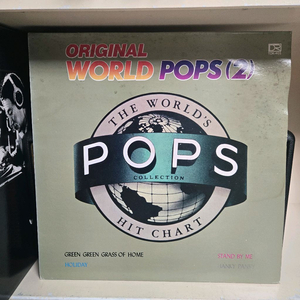 ORIGINAL
WORLD POPS (2)
THE WORLD'S
POPS
COLLECTION
HIT CHART
GREEN GREEN GRASS OF HOME
STAND BY ME
HOLIDAY